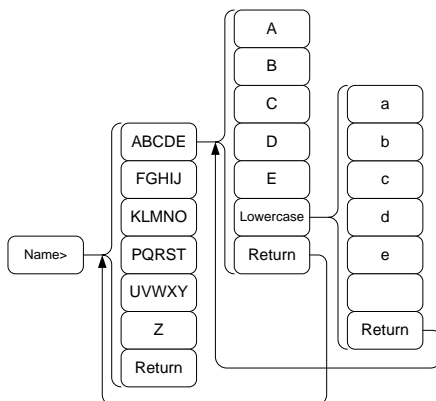 Name>
ABCDE
FGHIJ
KLMNO
PQRST
UVWXY
Z
Return
A
B
C
D
E
Lowercase
Return
a
b
c
d
e
Return